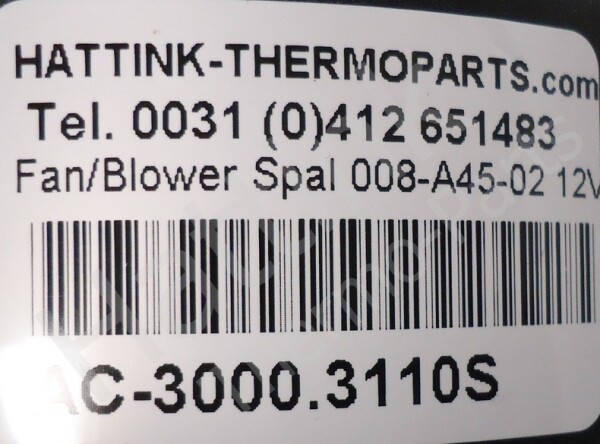 HATTINK-THERMOPARTS.com
Tel. 0031 (0)412 651483
Fan/Blower Spal 008-A45-02 12V
AC-3000.3110S